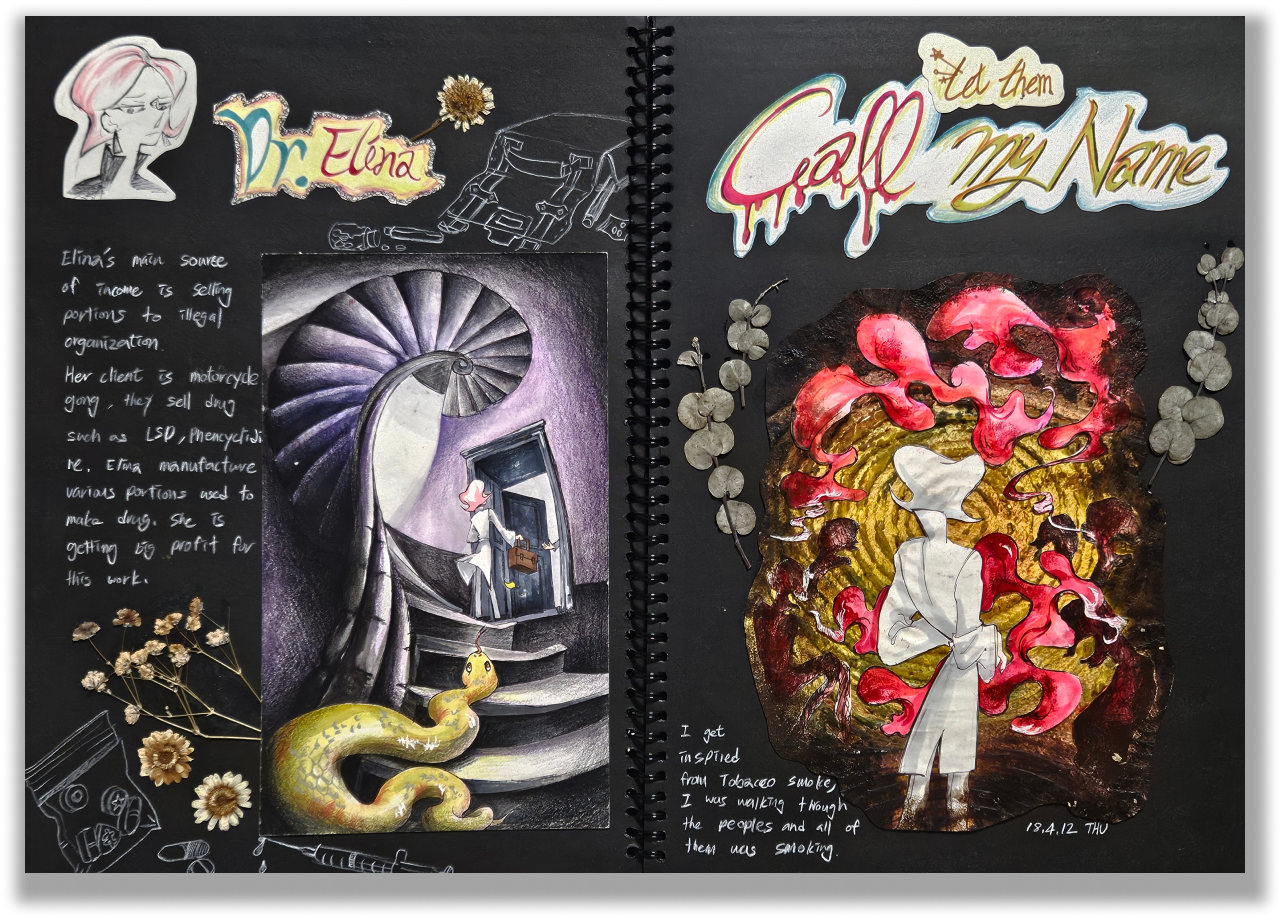 Dr. Elina
Elina's main source
of income is selling
portions to illegal
organization.
Her client is motorcycle
gong, they sell drug
such as LSD, Phencyclidi
ne. Elina manufacture
various portions used to
make drug. She is
getting big profit for
this work.
Let them
Call my Name
I get
inspired
from Tobacco smoke,
I was walking though
the peoples and all of
them was smoking.
18.4.12 THU